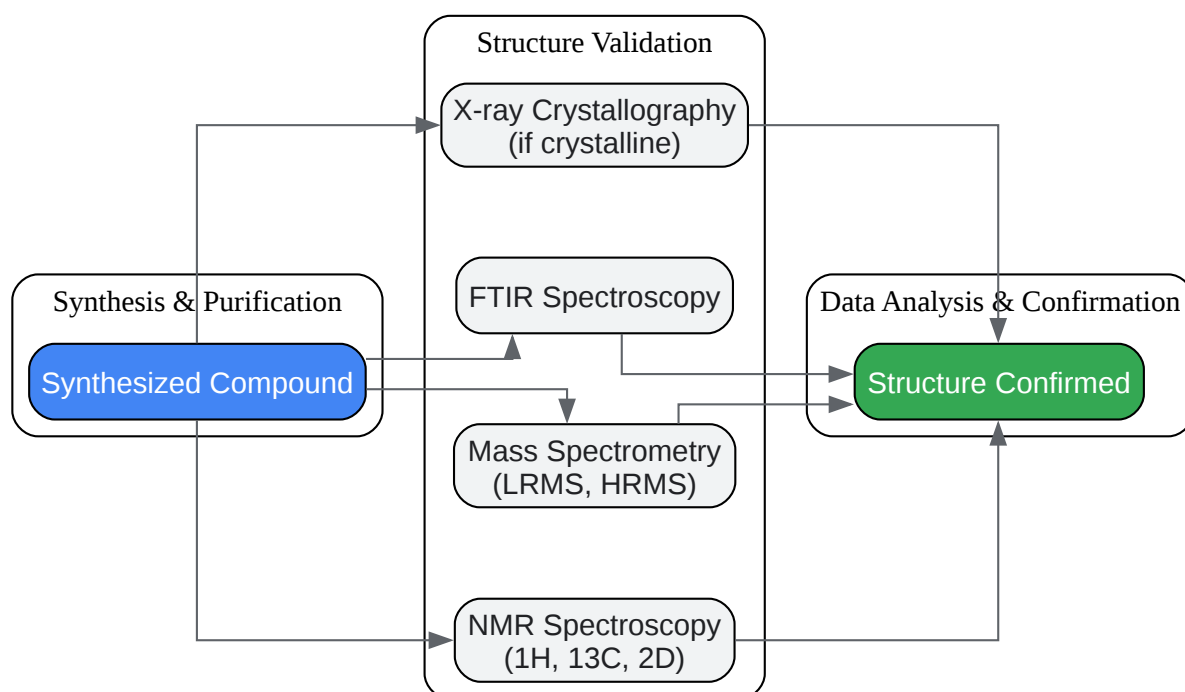 Structure Validation
X-ray Crystallography
(if crystalline)
Synthesis & Purification
Synthesized Compound
FTIR Spectroscopy
Mass Spectrometry
(LRMS, HRMS)
NMR Spectroscopy
(1H, 13C, 2D)
Data Analysis & Confirmation
Structure Confirmed